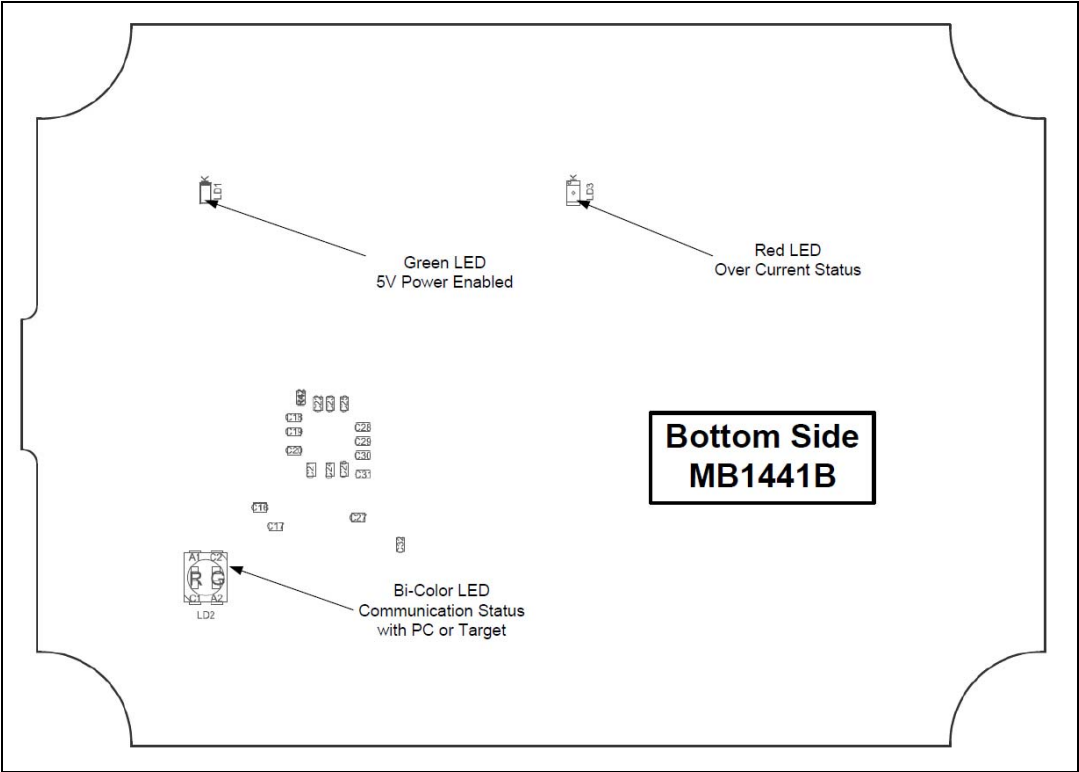 LD1
LD3
Green LED
5V Power Enabled
Red LED
Over Current Status
C18
C19
C20
C28
C29
C30
C31
Bottom Side
MB1441B
C16
C17
C27
C32
A1 C2
R G
C1 A2
LD2
Bi-Color LED
Communication Status
with PC or Target